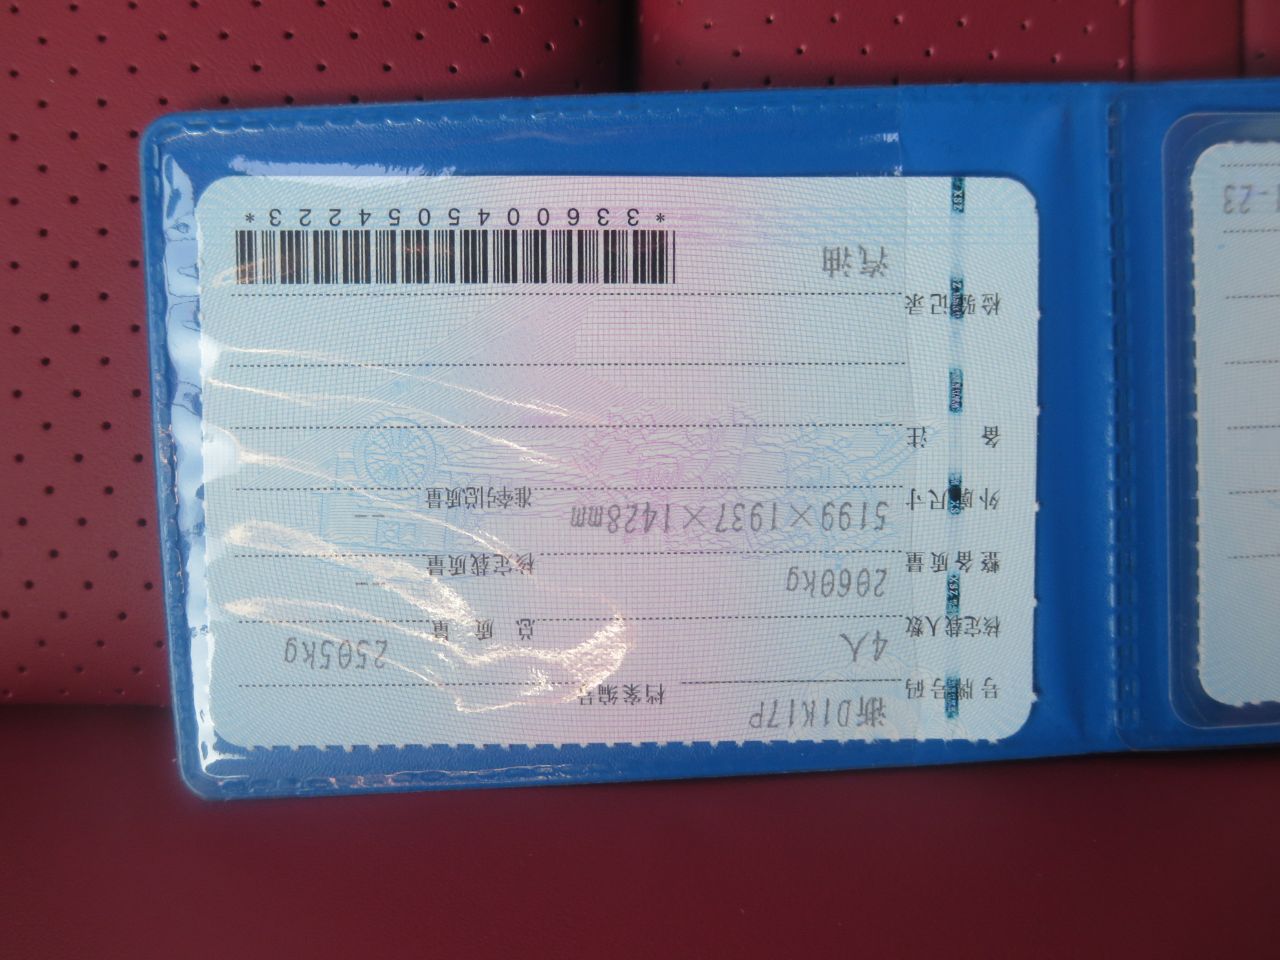 号牌号码 浙D1K17P 档案编号
核定载人数 4人 总质量 2505kg
整备质量 2060kg 核定载质量 --
外廓尺寸 5199×1937×1428mm 准牵引总质量 --
备注
检验记录
汽油
*3360045054223*
-23